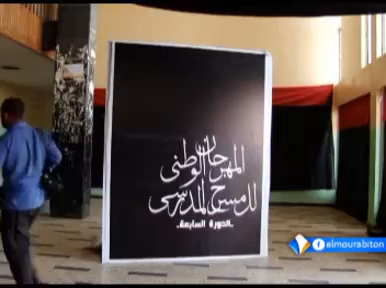 المهرجان الوطني
للمسرح المدرسي
..الدورة السابعة..
elmourabiton